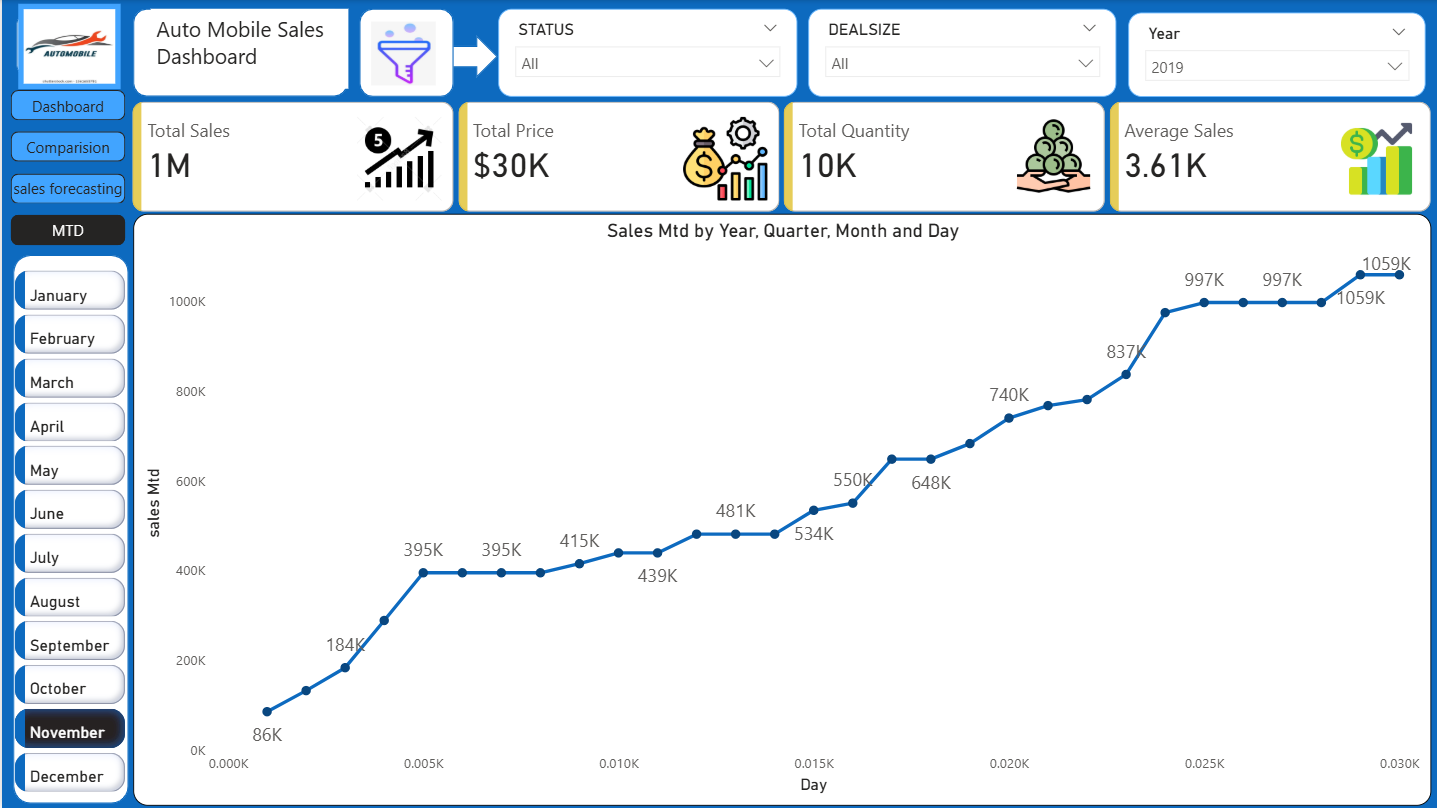 AUTOMOBILE
Auto Mobile Sales
Dashboard
STATUS
All
DEALSIZE
All
Year
2019
Dashboard
Comparision
sales forecasting
MTD
Total Sales
1M
5
Total Price
$30K
$
Total Quantity
10K
Average Sales
3.61K
$
January
February
March
April
May
June
July
August
September
October
November
December
Sales Mtd by Year, Quarter, Month and Day
sales Mtd
1000K
800K
600K
400K
200K
0K
86K
184K
395K
395K
415K
439K
481K
534K
550K
648K
740K
837K
997K
997K
1059K
1059K
0.000K
0.005K
0.010K
0.015K
0.020K
0.025K
0.030K
Day